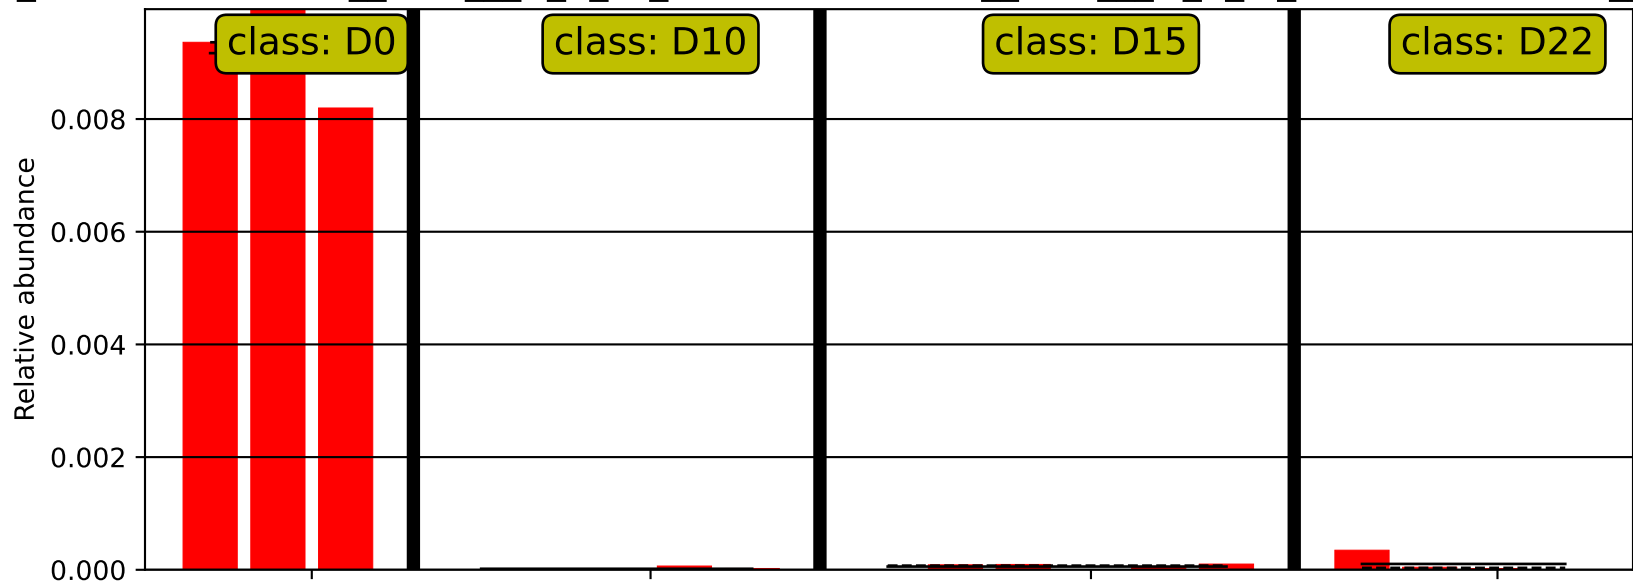 class: D0
class: D10
class: D15
class: D22
0.008
0.006
0.004
0.002
0.000
Relative abundance